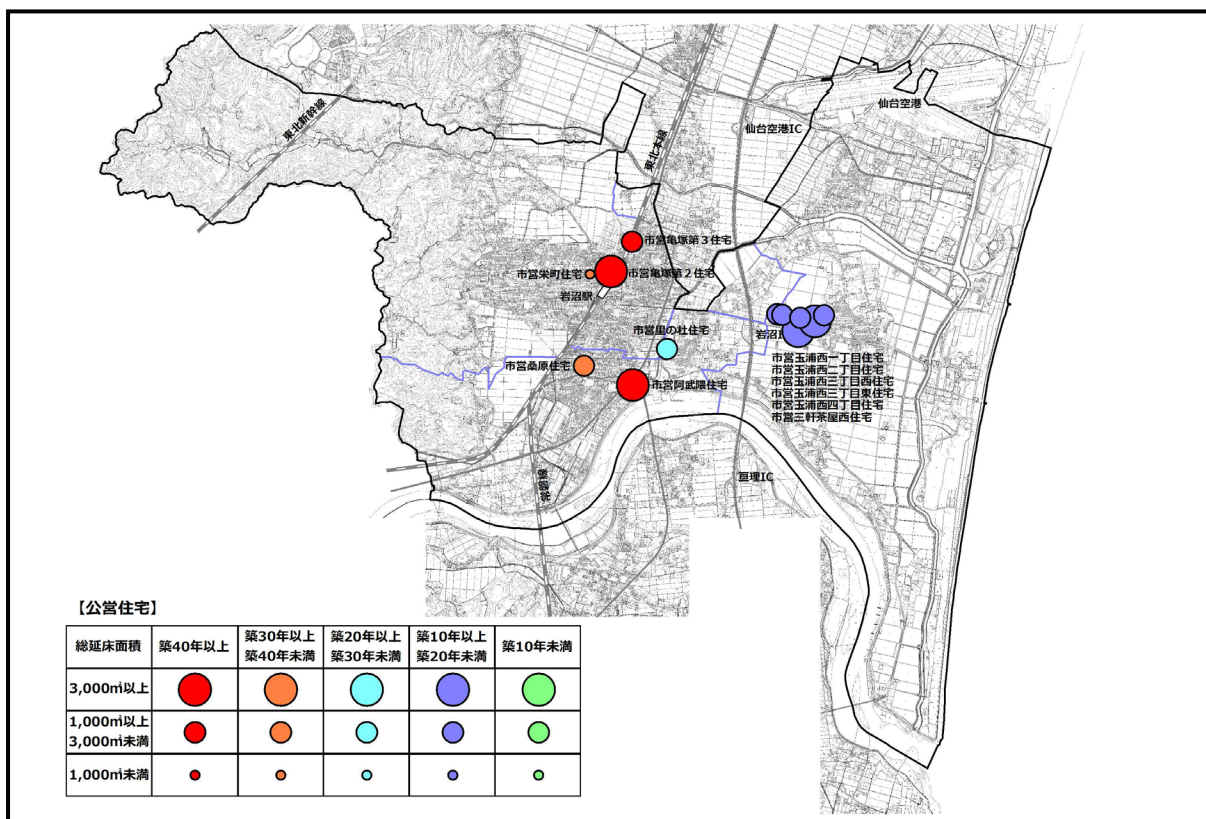 仙台空港
東北新幹線
東北本線
仙台空港IC
市営亀塚第３住宅
市営栄町住宅
市営亀塚第２住宅
岩沼駅
市営里の杜住宅
岩沼I
市営桑原住宅
市営玉浦西一丁目住宅
市営玉浦西二丁目住宅
市営玉浦西三丁目西住宅
市営玉浦西三丁目東住宅
市営玉浦西四丁目住宅
市営三軒茶屋西住宅
市営阿武隈住宅
常磐線
亘理IC
【公営住宅】
総延床面積 築40年以上 築30年以上 築20年以上 築10年以上 築10年未満
築40年未満 築30年未満 築20年未満
3,000㎡以上
1,000㎡以上
3,000㎡未満
1,000㎡未満